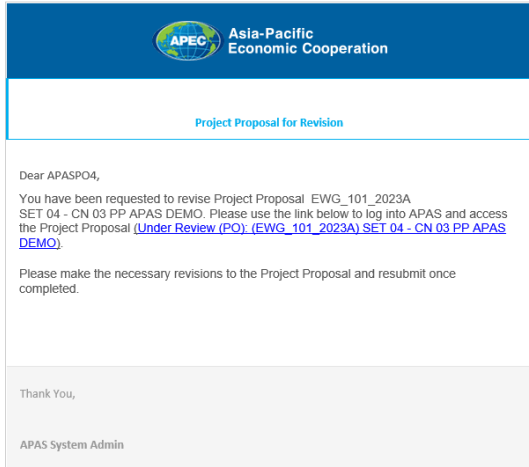 APEC
Asia-Pacific
Economic Cooperation
Project Proposal for Revision
Dear APASPO4,
You have been requested to revise Project Proposal  EWG_101_2023A
SET 04 - CN 03 PP APAS DEMO. Please use the link below to log into APAS and access
the Project Proposal (Under Review (PO): (EWG_101_2023A) SET 04 - CN 03 PP APAS
DEMO).
Please make the necessary revisions to the Project Proposal and resubmit once
completed.
Thank You,
APAS System Admin